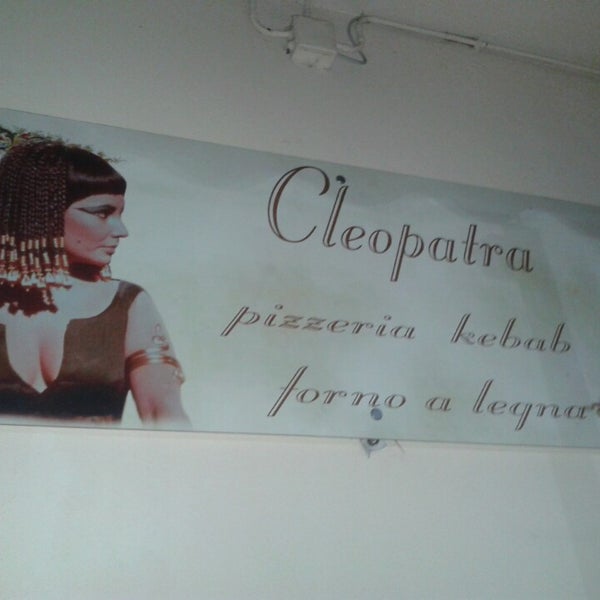 Cleopatra
pizzeria kebab
forno a legna